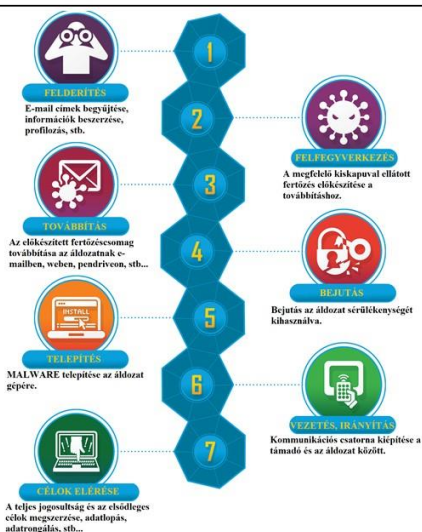 1
FELDERÍTÉS
E-mail címek begyűjtése,
információk beszerzése,
profilozás, stb.
2
FELFEGYVERKEZÉS
A megfelelő kiskapuval ellátott
fertőzés előkészítése a
továbbításhoz.
3
TOVÁBBÍTÁS
Az előkészített fertőzéscsomag
továbbítása az áldozatnak e-
mailben, weben, pendriveon, stb...
4
BEJUTÁS
Bejutás az áldozat sérülékenységét
kihasználva.
5
INSTALL
TELEPÍTÉS
MALWARE telepítése az áldozat
gépére.
6
VEZETÉS, IRÁNYÍTÁS
Kommunikációs csatorna kiépítése a
támadó és az áldozat között.
7
CÉLOK ELÉRÉSE
A teljes jogosultság és az elsődleges
célok megszerzése, adatlopás,
adatrongálás, stb...